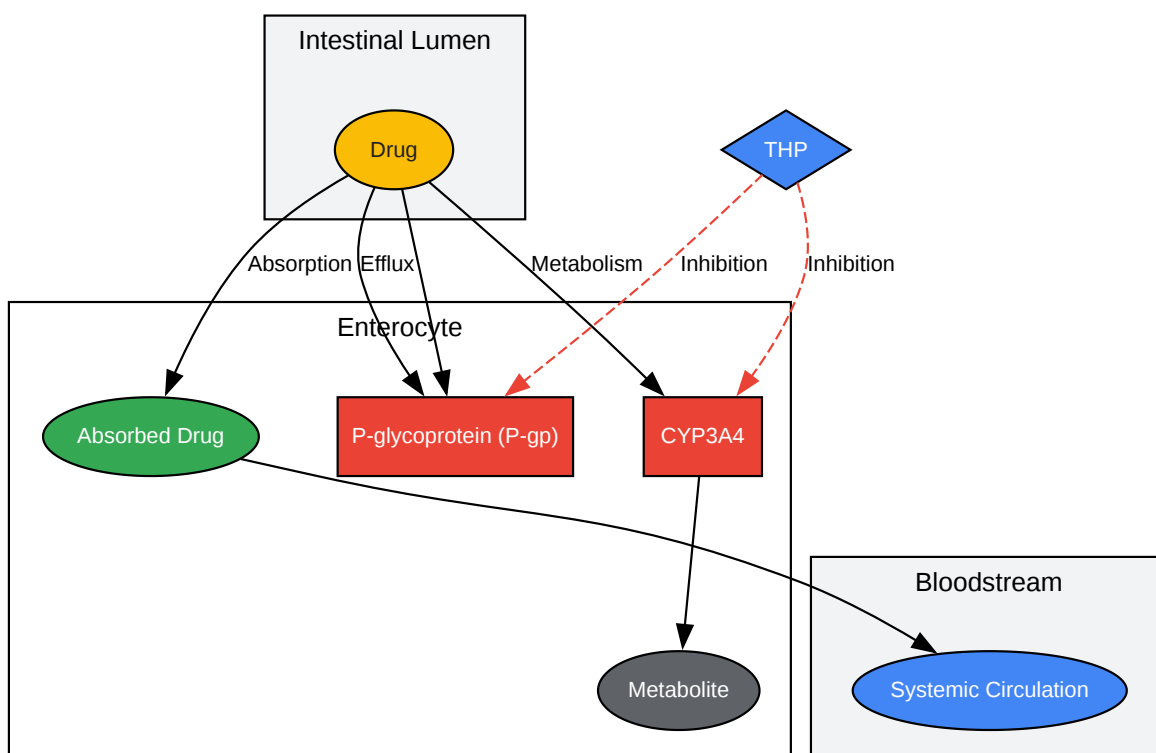 Intestinal Lumen
Drug
THP
Absorption
Efflux
Metabolism
Inhibition
Inhibition
Enterocyte
Absorbed Drug
P-glycoprotein (P-gp)
CYP3A4
Bloodstream
Metabolite
Systemic Circulation